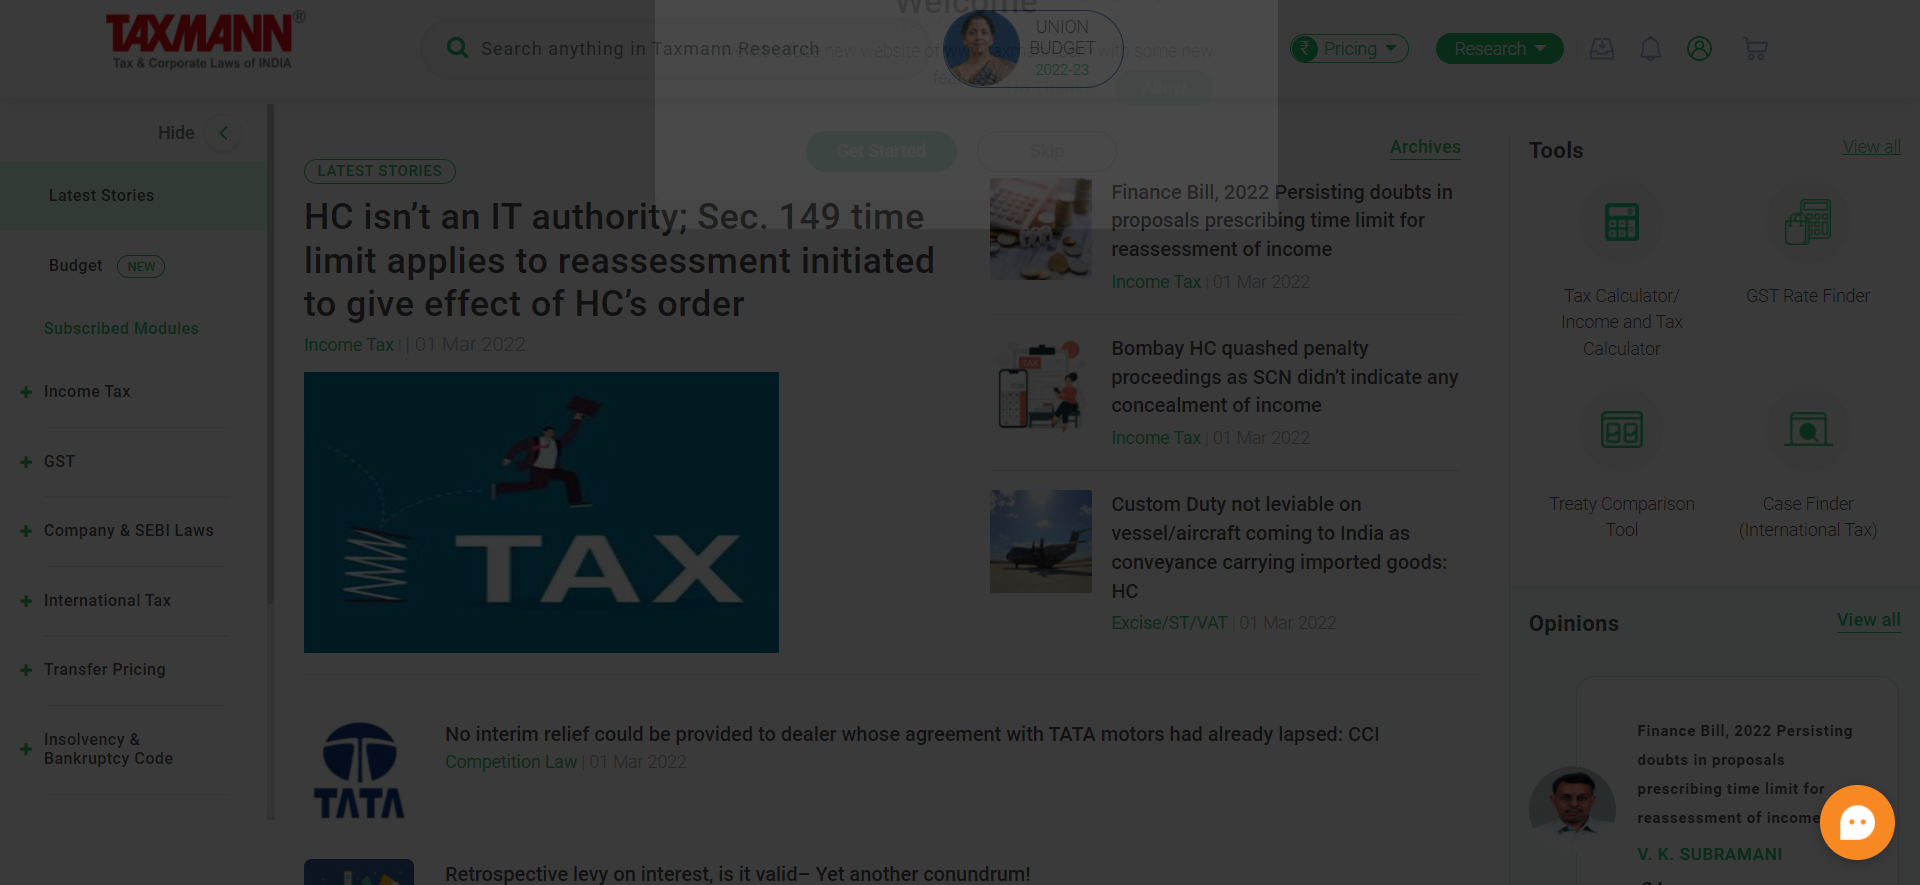 Welcome
TAXMANN®
Tax & Corporate Laws of INDIA
Search anything in Taxmann Research
UNION
BUDGET
2022-23
new website of
with some new
Allow
₹ Pricing
Research
Get Started
Skip
Hide
Latest Stories
Budget NEW
Subscribed Modules
Income Tax
GST
Company & SEBI Laws
International Tax
Transfer Pricing
Insolvency &
Bankruptcy Code
LATEST STORIES
Archives
HC isn’t an IT authority; Sec. 149 time
limit applies to reassessment initiated
to give effect of HC’s order
Income Tax | | 01 Mar 2022
TAX
Finance Bill, 2022 Persisting doubts in
proposals prescribing time limit for
reassessment of income
Income Tax | 01 Mar 2022
TAX
Bombay HC quashed penalty
proceedings as SCN didn’t indicate any
concealment of income
Income Tax | 01 Mar 2022
Custom Duty not leviable on
vessel/aircraft coming to India as
conveyance carrying imported goods:
HC
Excise/ST/VAT | 01 Mar 2022
TATA
No interim relief could be provided to dealer whose agreement with TATA motors had already lapsed: CCI
Competition Law | 01 Mar 2022
Retrospective levy on interest, is it valid– Yet another conundrum!
Tools
View all
Tax Calculator/
Income and Tax
Calculator
GST Rate Finder
Treaty Comparison
Tool
Case Finder
(International Tax)
Opinions
View all
Finance Bill, 2022 Persisting
doubts in proposals
prescribing time limit for
reassessment of income
V. K. SUBRAMANI